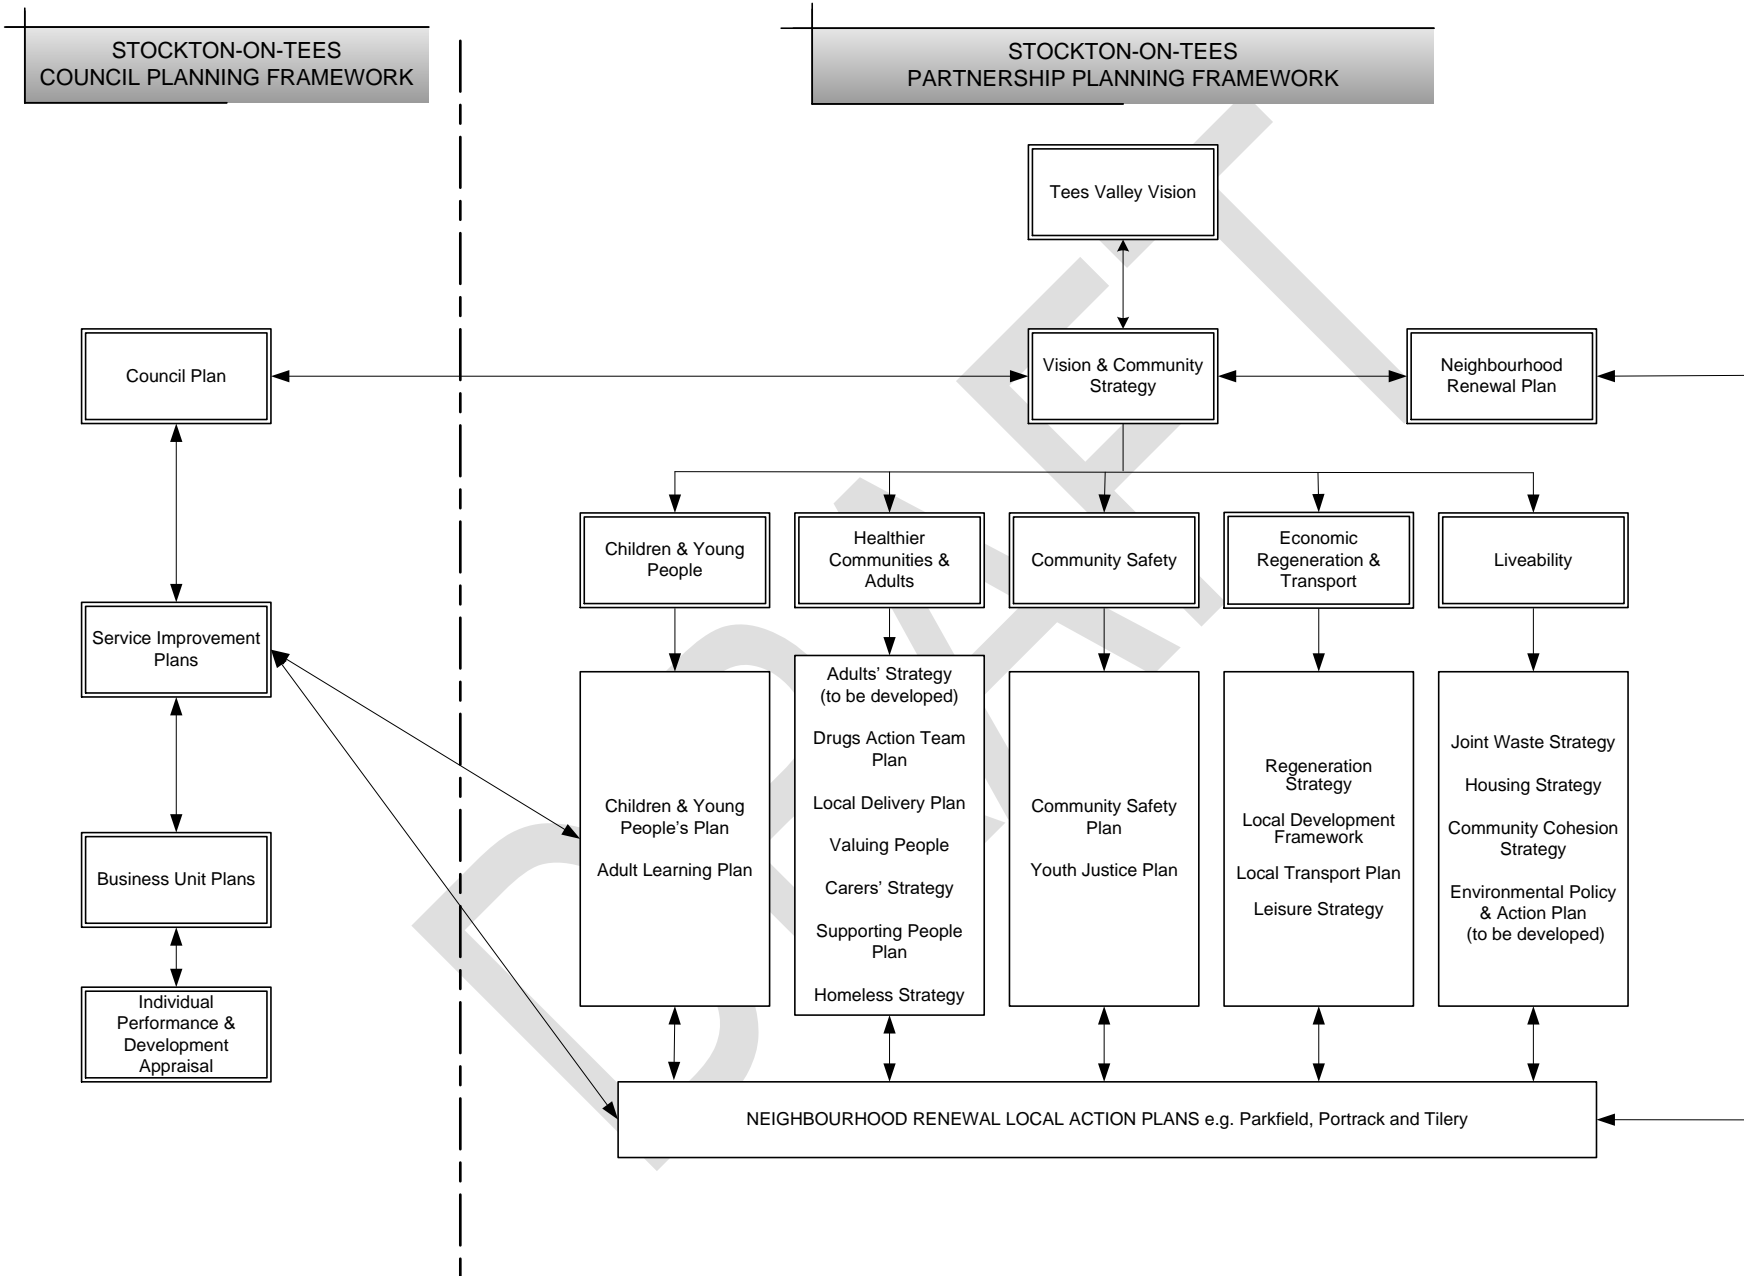 STOCKTON-ON-TEES
COUNCIL PLANNING FRAMEWORK
STOCKTON-ON-TEES
PARTNERSHIP PLANNING FRAMEWORK
DRAFT
Tees Valley Vision
Council Plan
Vision & Community
Strategy
Neighbourhood
Renewal Plan
Children & Young
People
Healthier
Communities &
Adults
Community Safety
Economic
Regeneration &
Transport
Liveability
Service Improvement
Plans
Business Unit Plans
Individual
Performance &
Development
Appraisal
Children & Young
People’s Plan
Adult Learning Plan
Adults’ Strategy
(to be developed)
Drugs Action Team
Plan
Local Delivery Plan
Valuing People
Carers’ Strategy
Supporting People
Plan
Homeless Strategy
Community Safety
Plan
Youth Justice Plan
Regeneration
Strategy
Local Development
Framework
Local Transport Plan
Leisure Strategy
Joint Waste Strategy
Housing Strategy
Community Cohesion
Strategy
Environmental Policy
& Action Plan
(to be developed)
NEIGHBOURHOOD RENEWAL LOCAL ACTION PLANS e.g. Parkfield, Portrack and Tilery